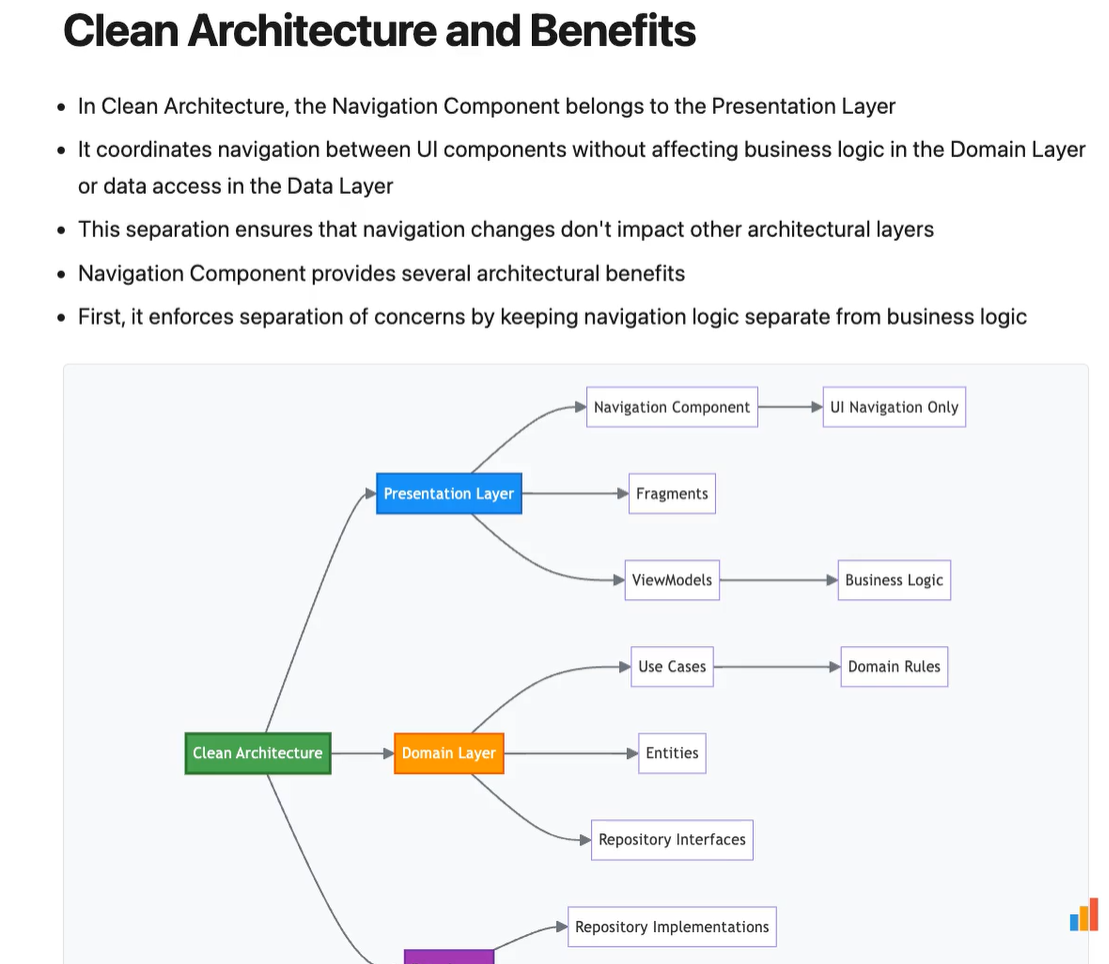 Clean Architecture and Benefits
• In Clean Architecture, the Navigation Component belongs to the Presentation Layer
• It coordinates navigation between UI components without affecting business logic in the Domain Layer
or data access in the Data Layer
• This separation ensures that navigation changes don't impact other architectural layers
• Navigation Component provides several architectural benefits
• First, it enforces separation of concerns by keeping navigation logic separate from business logic
Navigation Component
UI Navigation Only
Presentation Layer
Fragments
ViewModels
Business Logic
Use Cases
Domain Rules
Clean Architecture
Domain Layer
Entities
Repository Interfaces
Repository Implementations